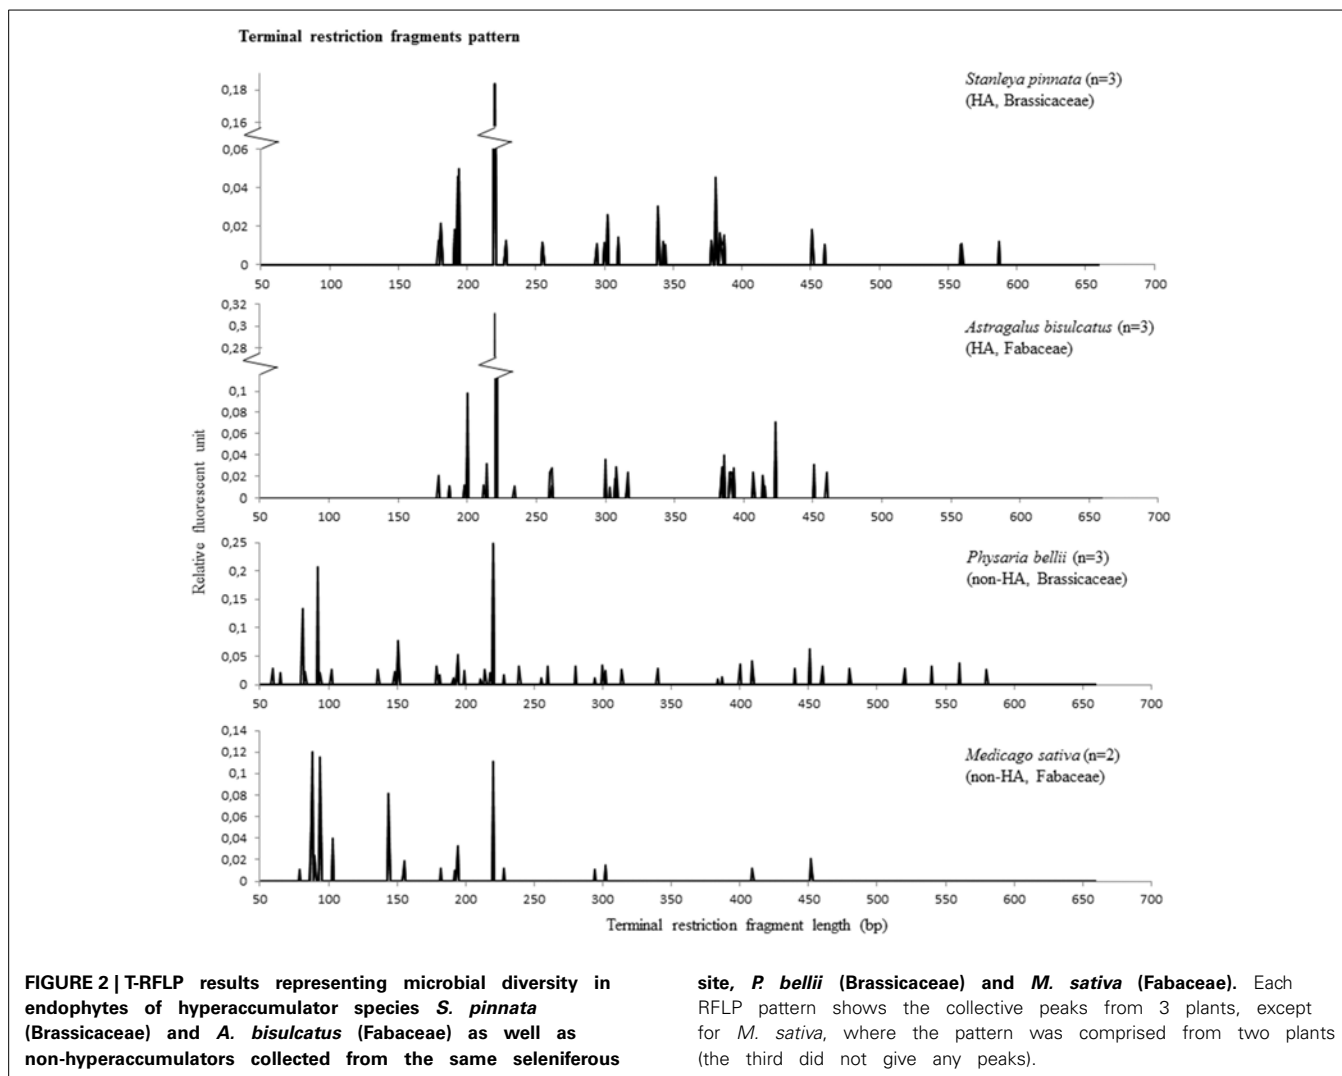 Terminal restriction fragments pattern
Stanleya pinnata (n=3)
(HA, Brassicaceae)
0,18
0,16
0,06
0,04
0,02
0
50 100 150 200 250 300 350 400 450 500 550 600 650 700
Astragalus bisulcatus (n=3)
(HA, Fabaceae)
0,32
0,3
0,28
0,1
0,08
0,06
0,04
0,02
0
50 100 150 200 250 300 350 400 450 500 550 600 650 700
Relative fluorescent unit
Physaria bellii (n=3)
(non-HA, Brassicaceae)
0,25
0,2
0,15
0,1
0,05
0
50 100 150 200 250 300 350 400 450 500 550 600 650 700
Medicago sativa (n=2)
(non-HA, Fabaceae)
0,14
0,12
0,1
0,08
0,06
0,04
0,02
0
50 100 150 200 250 300 350 400 450 500 550 600 650 700
Terminal restriction fragment length (bp)
FIGURE 2 | T-RFLP results representing microbial diversity in
endophytes of hyperaccumulator species S. pinnata
(Brassicaceae) and A. bisulcatus (Fabaceae) as well as
non-hyperaccumulators collected from the same seleniferous
site, P. bellii (Brassicaceae) and M. sativa (Fabaceae). Each
RFLP pattern shows the collective peaks from 3 plants, except
for M. sativa, where the pattern was comprised from two plants
(the third did not give any peaks).